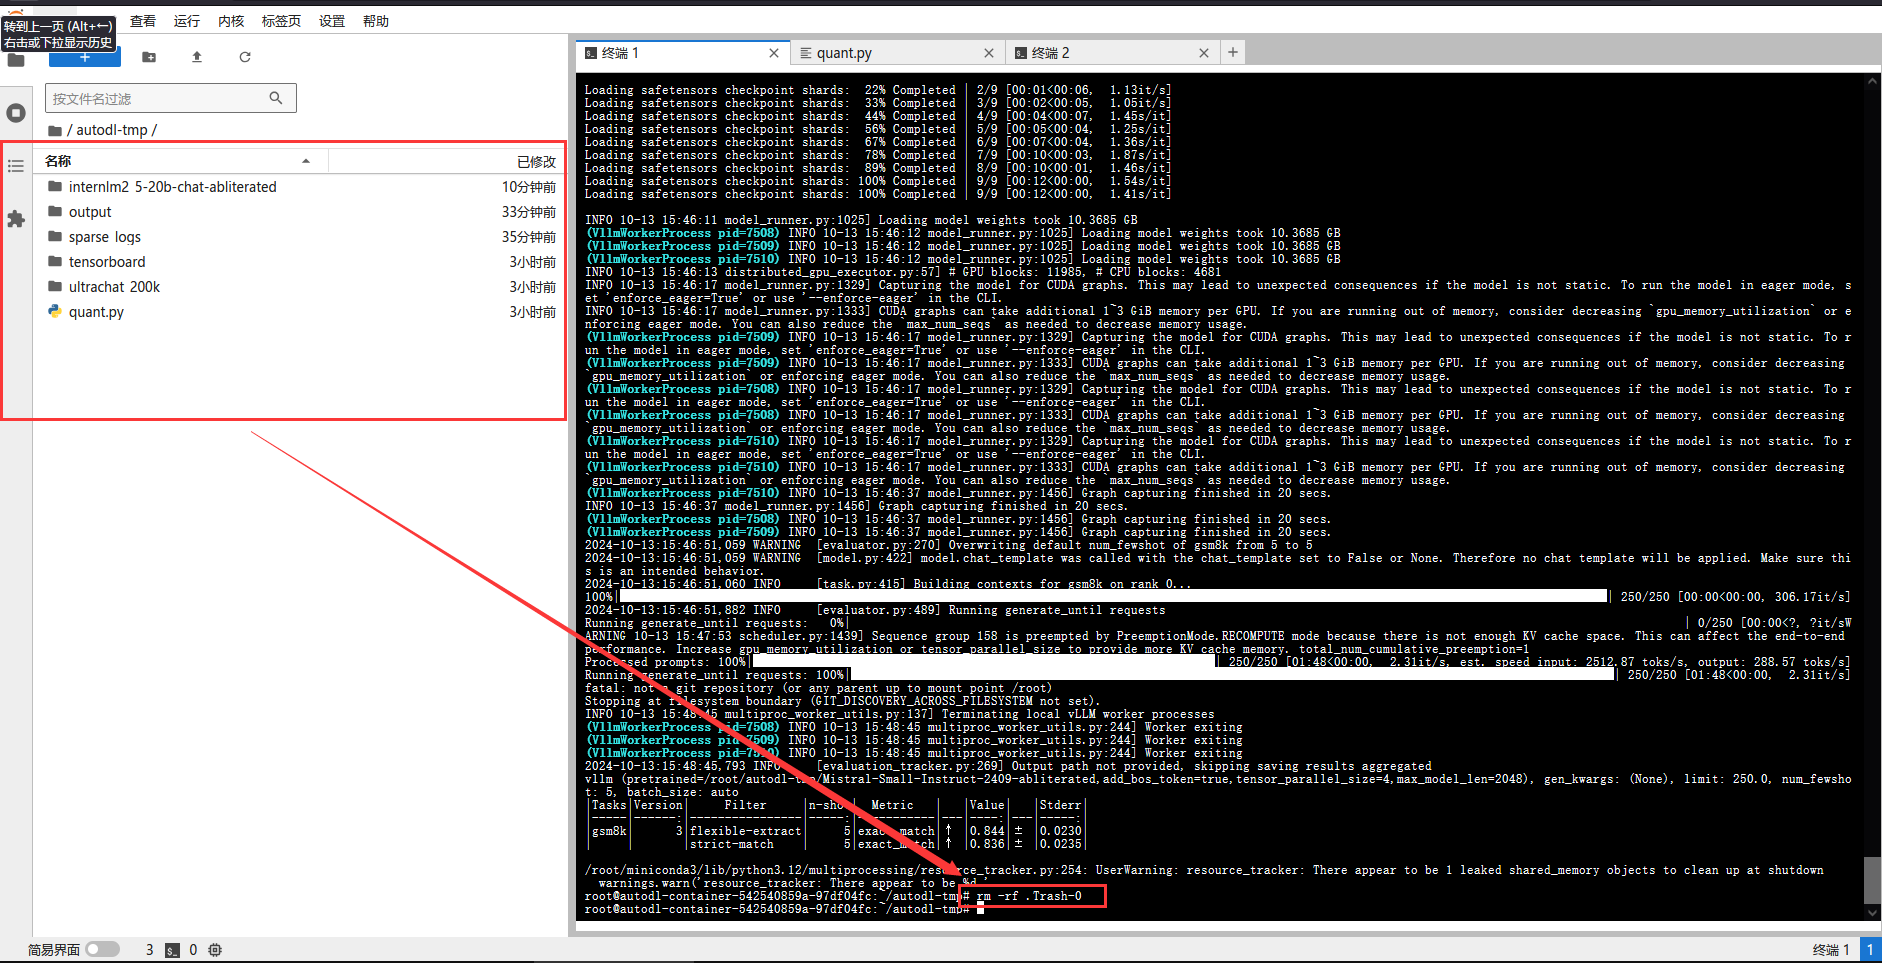 转到上一页 (Alt+←)
右击或下拉显示历史
查看 运行 内核 标签页 设置 帮助
按文件名过滤
/ autodl-tmp /
名称 已修改
internlm2 5-20b-chat-abliterated 10分钟前
output 33分钟前
sparse logs 35分钟前
tensorboard 3小时前
ultrachat 200k 3小时前
quant.py 3小时前
终端 1 quant.py 终端 2
Loading safetensors checkpoint shards:  22% Completed | 2/9 [00:01<00:06,  1.13it/s]
Loading safetensors checkpoint shards:  33% Completed | 3/9 [00:02<00:05,  1.05it/s]
Loading safetensors checkpoint shards:  44% Completed | 4/9 [00:04<00:07,  1.45s/it]
Loading safetensors checkpoint shards:  56% Completed | 5/9 [00:05<00:04,  1.25s/it]
Loading safetensors checkpoint shards:  67% Completed | 6/9 [00:07<00:04,  1.36s/it]
Loading safetensors checkpoint shards:  78% Completed | 7/9 [00:10<00:03,  1.87s/it]
Loading safetensors checkpoint shards:  89% Completed | 8/9 [00:10<00:01,  1.46s/it]
Loading safetensors checkpoint shards: 100% Completed | 9/9 [00:12<00:00,  1.54s/it]
Loading safetensors checkpoint shards: 100% Completed | 9/9 [00:12<00:00,  1.41s/it]
INFO 10-13 15:46:11 model_runner.py:1025] Loading model weights took 10.3685 GB
(VllmWorkerProcess pid=7508) INFO 10-13 15:46:12 model_runner.py:1025] Loading model weights took 10.3685 GB
(VllmWorkerProcess pid=7509) INFO 10-13 15:46:12 model_runner.py:1025] Loading model weights took 10.3685 GB
(VllmWorkerProcess pid=7510) INFO 10-13 15:46:12 model_runner.py:1025] Loading model weights took 10.3685 GB
INFO 10-13 15:46:13 distributed_gpu_executor.py:57] # GPU blocks: 11985, # CPU blocks: 4681
INFO 10-13 15:46:17 model_runner.py:1329] Capturing the model for CUDA graphs. This may lead to unexpected consequences if the model is not static. To run the model in eager mode, s
et 'enforce_eager=True' or use '--enforce-eager' in the CLI.
INFO 10-13 15:46:17 model_runner.py:1333] CUDA graphs can take additional 1~3 GiB memory per GPU. If you are running out of memory, consider decreasing `gpu_memory_utilization` or e
nforcing eager mode. You can also reduce the `max_num_seqs` as needed to decrease memory usage.
(VllmWorkerProcess pid=7509) INFO 10-13 15:46:17 model_runner.py:1329] Capturing the model for CUDA graphs. This may lead to unexpected consequences if the model is not static. To r
un the model in eager mode, set 'enforce_eager=True' or use '--enforce-eager' in the CLI.
(VllmWorkerProcess pid=7509) INFO 10-13 15:46:17 model_runner.py:1333] CUDA graphs can take additional 1~3 GiB memory per GPU. If you are running out of memory, consider decreasing
`gpu_memory_utilization` or enforcing eager mode. You can also reduce the `max_num_seqs` as needed to decrease memory usage.
(VllmWorkerProcess pid=7508) INFO 10-13 15:46:17 model_runner.py:1329] Capturing the model for CUDA graphs. This may lead to unexpected consequences if the model is not static. To r
un the model in eager mode, set 'enforce_eager=True' or use '--enforce-eager' in the CLI.
(VllmWorkerProcess pid=7508) INFO 10-13 15:46:17 model_runner.py:1333] CUDA graphs can take additional 1~3 GiB memory per GPU. If you are running out of memory, consider decreasing
`gpu_memory_utilization` or enforcing eager mode. You can also reduce the `max_num_seqs` as needed to decrease memory usage.
(VllmWorkerProcess pid=7510) INFO 10-13 15:46:17 model_runner.py:1329] Capturing the model for CUDA graphs. This may lead to unexpected consequences if the model is not static. To r
un the model in eager mode, set 'enforce_eager=True' or use '--enforce-eager' in the CLI.
(VllmWorkerProcess pid=7510) INFO 10-13 15:46:17 model_runner.py:1333] CUDA graphs can take additional 1~3 GiB memory per GPU. If you are running out of memory, consider decreasing
`gpu_memory_utilization` or enforcing eager mode. You can also reduce the `max_num_seqs` as needed to decrease memory usage.
(VllmWorkerProcess pid=7510) INFO 10-13 15:46:37 model_runner.py:1456] Graph capturing finished in 20 secs.
INFO 10-13 15:46:37 model_runner.py:1456] Graph capturing finished in 20 secs.
(VllmWorkerProcess pid=7508) INFO 10-13 15:46:37 model_runner.py:1456] Graph capturing finished in 20 secs.
(VllmWorkerProcess pid=7509) INFO 10-13 15:46:37 model_runner.py:1456] Graph capturing finished in 20 secs.
2024-10-13:15:46:51,059 WARNING  [evaluator.py:270] Overwriting default num_fewshot of gsm8k from 5 to 5
2024-10-13:15:46:51,059 WARNING  [model.py:422] model.chat_template was called with the chat_template set to False or None. Therefore no chat template will be applied. Make sure thi
s is an intended behavior.
2024-10-13:15:46:51,060 INFO     [task.py:415] Building contexts for gsm8k on rank 0...
100%| | 250/250 [00:00<00:00, 306.17it/s]
2024-10-13:15:46:51,882 INFO     [evaluator.py:489] Running generate_until requests
Running generate_until requests:   0%| | 0/250 [00:00<?, ?it/sW
ARNING 10-13 15:47:53 scheduler.py:1439] Sequence group 158 is preempted by PreemptionMode.RECOMPUTE mode because there is not enough KV cache space. This can affect the end-to-end
performance. Increase gpu_memory_utilization or tensor_parallel_size to provide more KV cache memory. total_num_cumulative_preemption=1
Processed prompts: 100%| | 250/250 [01:48<00:00,  2.31it/s, est. speed input: 2512.87 toks/s, output: 288.57 toks/s]
Running generate_until requests: 100%| | 250/250 [01:48<00:00,  2.31it/s]
fatal: not a git repository (or any parent up to mount point /root)
Stopping at filesystem boundary (GIT_DISCOVERY_ACROSS_FILESYSTEM not set).
INFO 10-13 15:48:45 multiproc_worker_utils.py:137] Terminating local vLLM worker processes
(VllmWorkerProcess pid=7508) INFO 10-13 15:48:45 multiproc_worker_utils.py:244] Worker exiting
(VllmWorkerProcess pid=7509) INFO 10-13 15:48:45 multiproc_worker_utils.py:244] Worker exiting
(VllmWorkerProcess pid=7510) INFO 10-13 15:48:45 multiproc_worker_utils.py:244] Worker exiting
2024-10-13:15:48:45,793 INFO     [evaluation_tracker.py:269] Output path not provided, skipping saving results aggregated
vllm (pretrained=/root/autodl-tmp/Mistral-Small-Instruct-2409-abliterated,add_bos_token=true,tensor_parallel_size=4,max_model_len=2048), gen_kwargs: (None), limit: 250.0, num_fewsho
t: 5, batch_size: auto
|Tasks|Version|     Filter     |n-shot|  Metric   |   |Value|   |Stderr|
|-----|------:|----------------|-----:|-----------|---|----:|---|-----:|
|gsm8k|      3|flexible-extract|     5|exact_match|↑  |0.844|±  |0.0230|
|     |       |strict-match    |     5|exact_match|↑  |0.836|±  |0.0235|
/root/miniconda3/lib/python3.12/multiprocessing/resource_tracker.py:254: UserWarning: resource_tracker: There appear to be 1 leaked shared_memory objects to clean up at shutdown
warnings.warn('resource_tracker: There appear to be %d '
root@autodl-container-542540859a-97df04fc:~/autodl-tmp# rm -rf .Trash-0
root@autodl-container-542540859a-97df04fc:~/autodl-tmp#
简易界面 3 0 终端 1 1